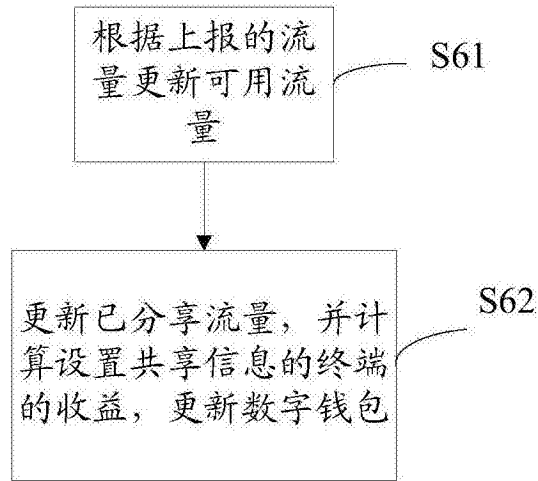 根据上报的流
量更新可用流
量
S61
更新已分享流量，并计
算设置共享信息的终端
的收益，更新数字钱包
S62